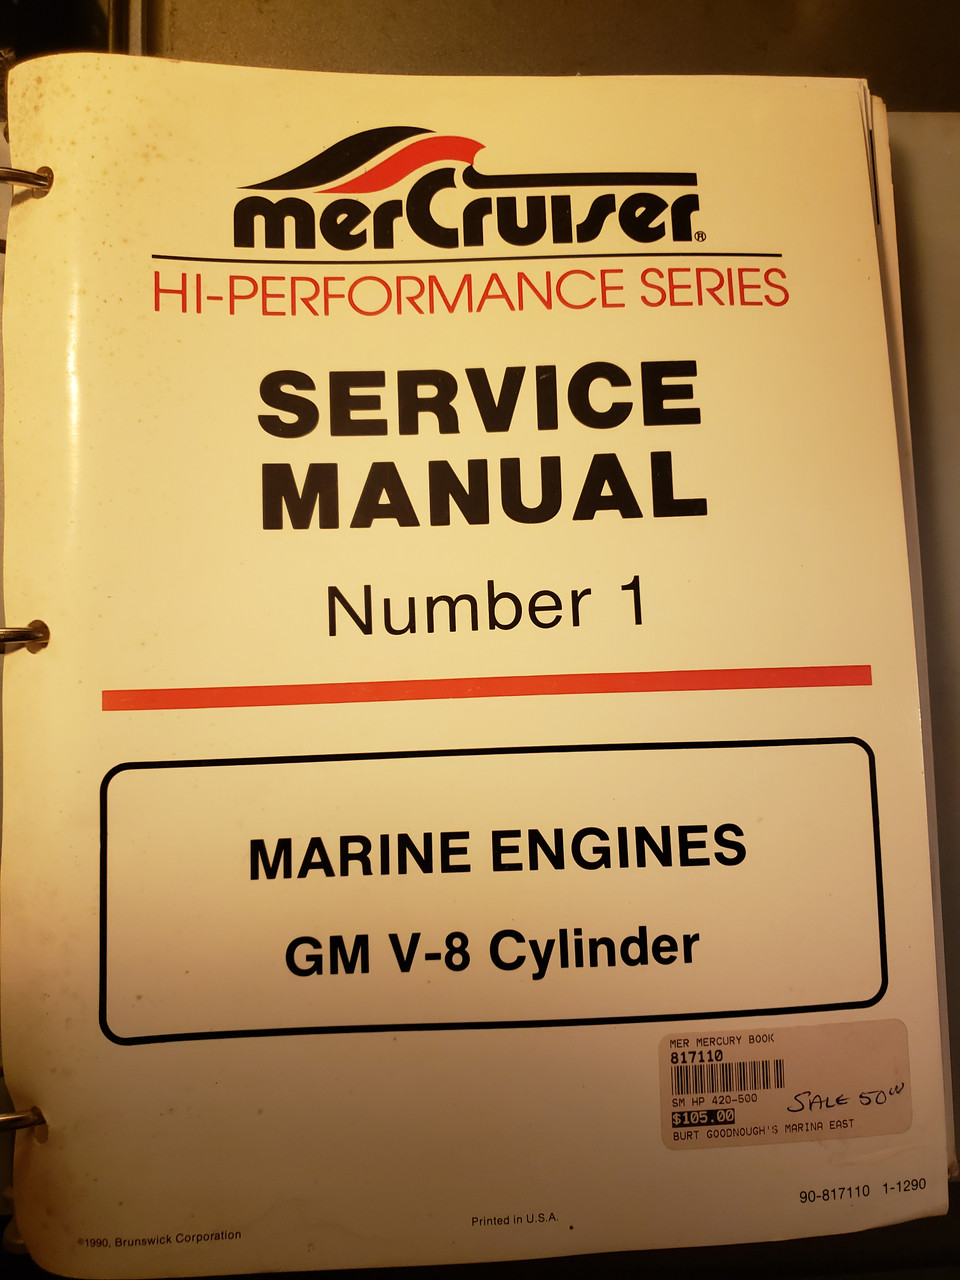 merCruiser®
HI-PERFORMANCE SERIES
SERVICE
MANUAL
Number 1
MARINE ENGINES
GM V-8 Cylinder
MER MERCURY BOOK
817110
SM HP 420-500
$105.00
SALE 50⁰⁰
BURT GOODNOUGH'S MARINA EAST
90-817110 1-1290
Printed in U.S.A.
©1990, Brunswick Corporation